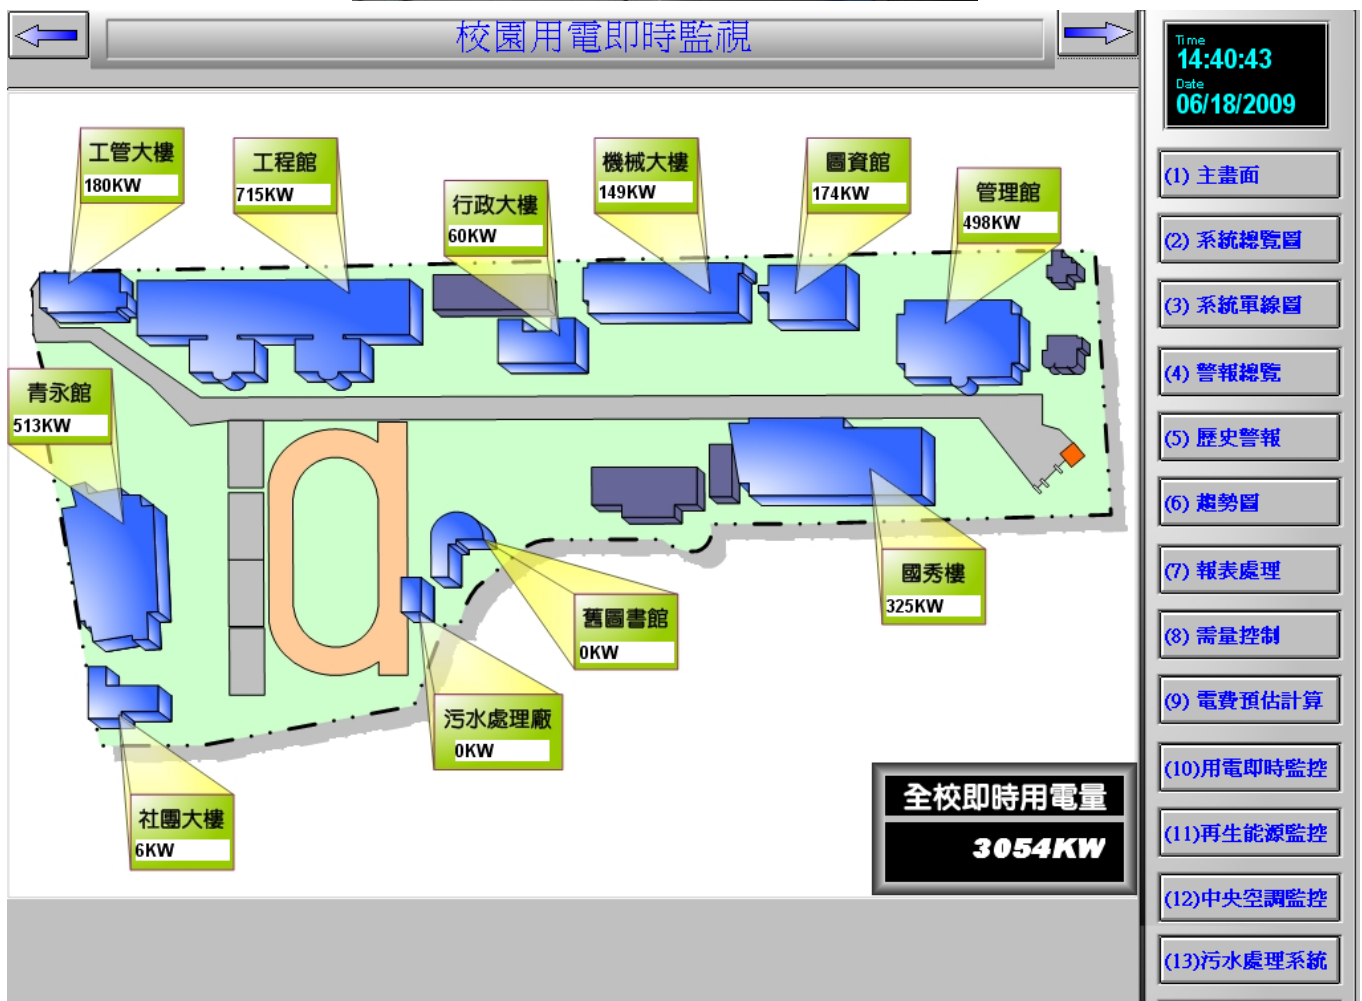 校園用電即時監視
Time
14:40:43
Date
06/18/2009
工管大樓
180KW
工程館
715KW
行政大樓
60KW
機械大樓
149KW
圖資館
174KW
管理館
498KW
青永館
513KW
國秀樓
325KW
舊圖書館
0KW
污水處理廠
0KW
社團大樓
6KW
全校即時用電量
3054KW
(1) 主畫面
(2) 系統總覽圖
(3) 系統單線圖
(4) 警報總覽
(5) 歷史警報
(6) 趨勢圖
(7) 報表處理
(8) 需量控制
(9) 電費預估計算
(10)用電即時監控
(11)再生能源監控
(12)中央空調監控
(13)污水處理系統